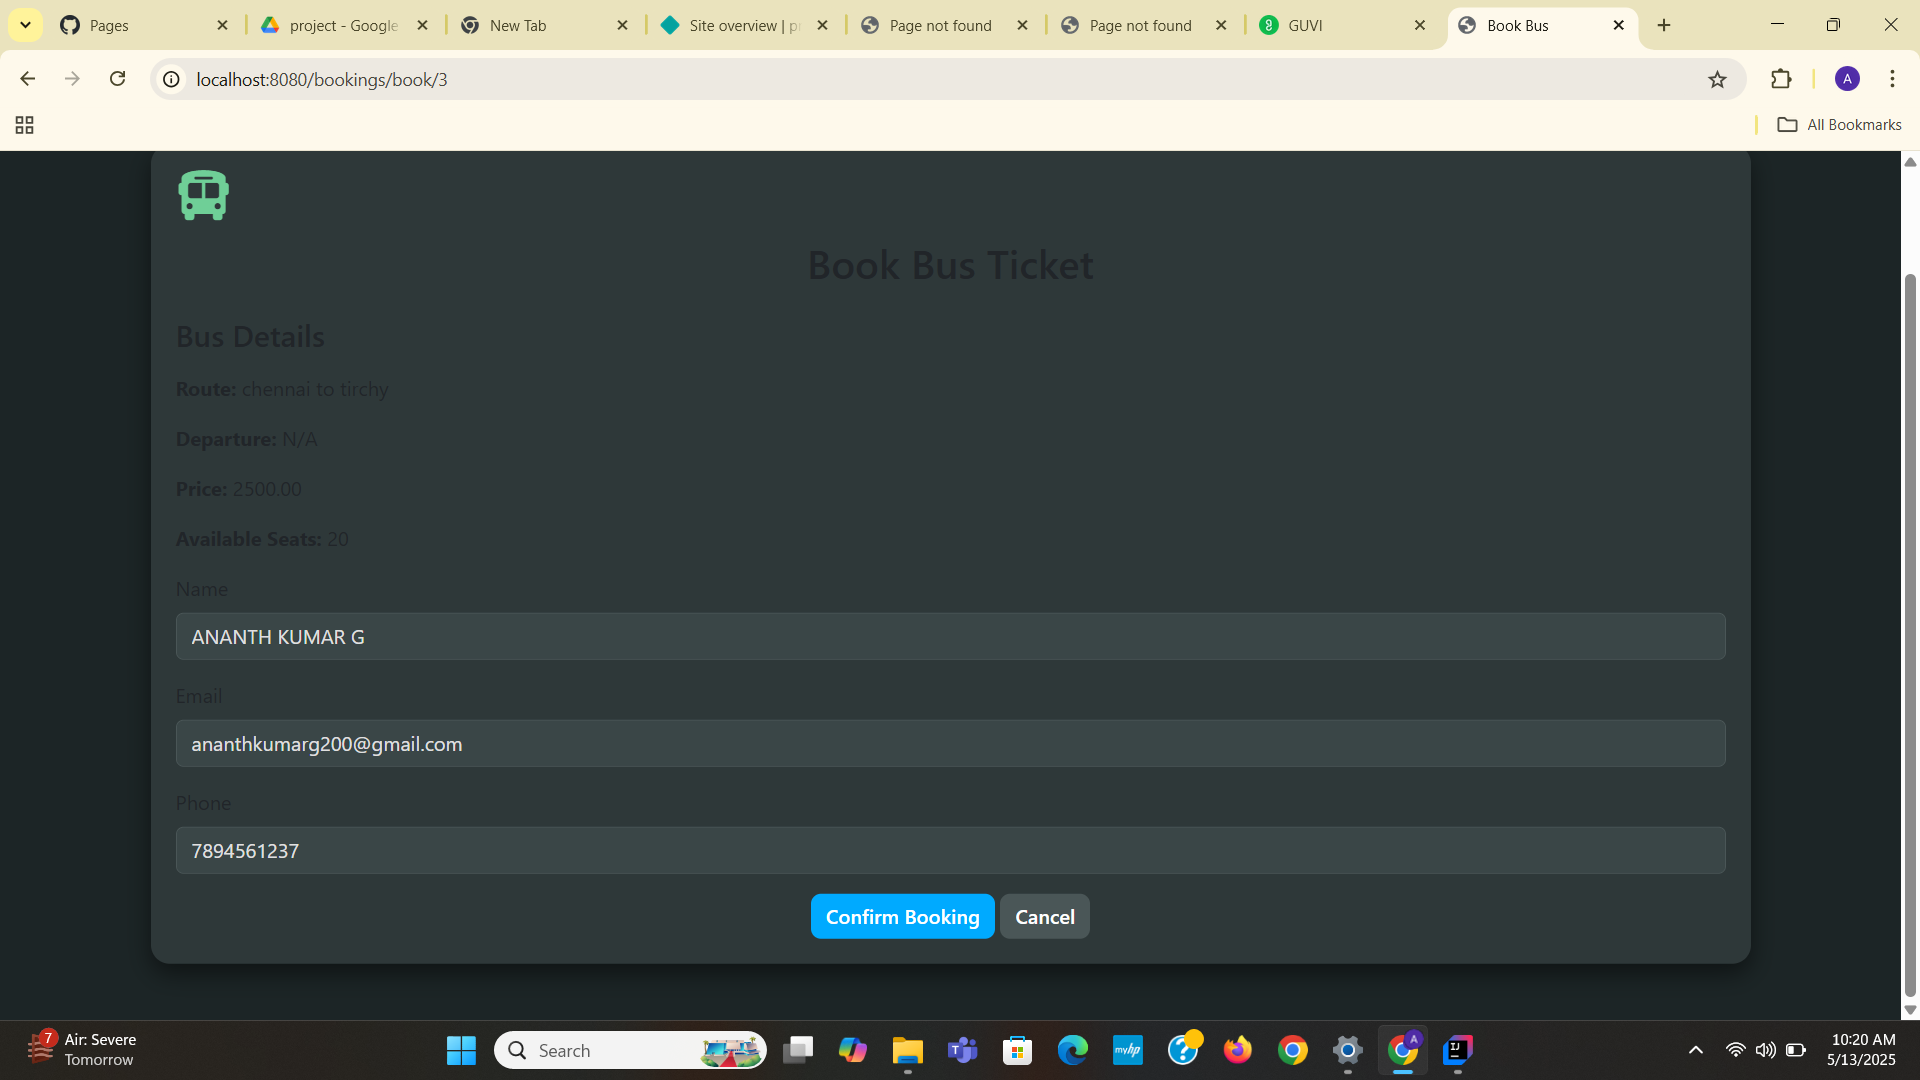 Pages
project - Google
New Tab
Site overview | p
Page not found
Page not found
GUVI
Book Bus
localhost:8080/bookings/book/3
A
All Bookmarks
Book Bus Ticket
Bus Details
Route: chennai to tirchy
Departure: N/A
Price: 2500.00
Available Seats: 20
Name
ANANTH KUMAR G
Email
ananthkumarg200@gmail.com
Phone
7894561237
Confirm Booking
Cancel
7
Air: Severe
Tomorrow
Search
myhp
A
10:20 AM
5/13/2025